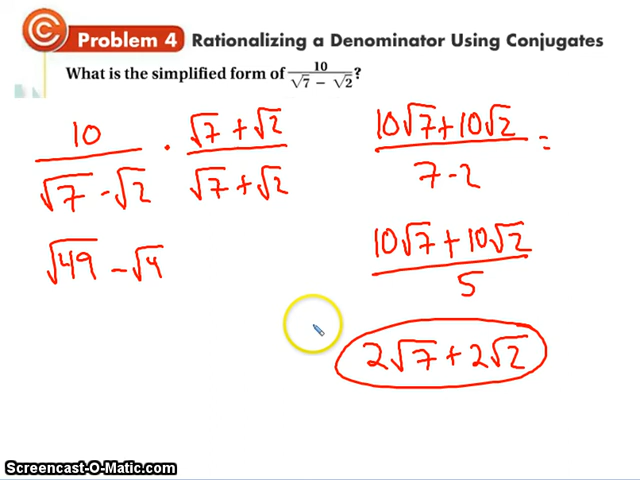 C Problem 4 Rationalizing a Denominator Using Conjugates
What is the simplified form of 10/(√7 − √2)?
10/(√7 - √2) · (√7 + √2)/(√7 + √2)
√49 - √4
(10√7 + 10√2)/(7 - 2) =
(10√7 + 10√2)/5
2√7 + 2√2
Screencast-O-Matic.com